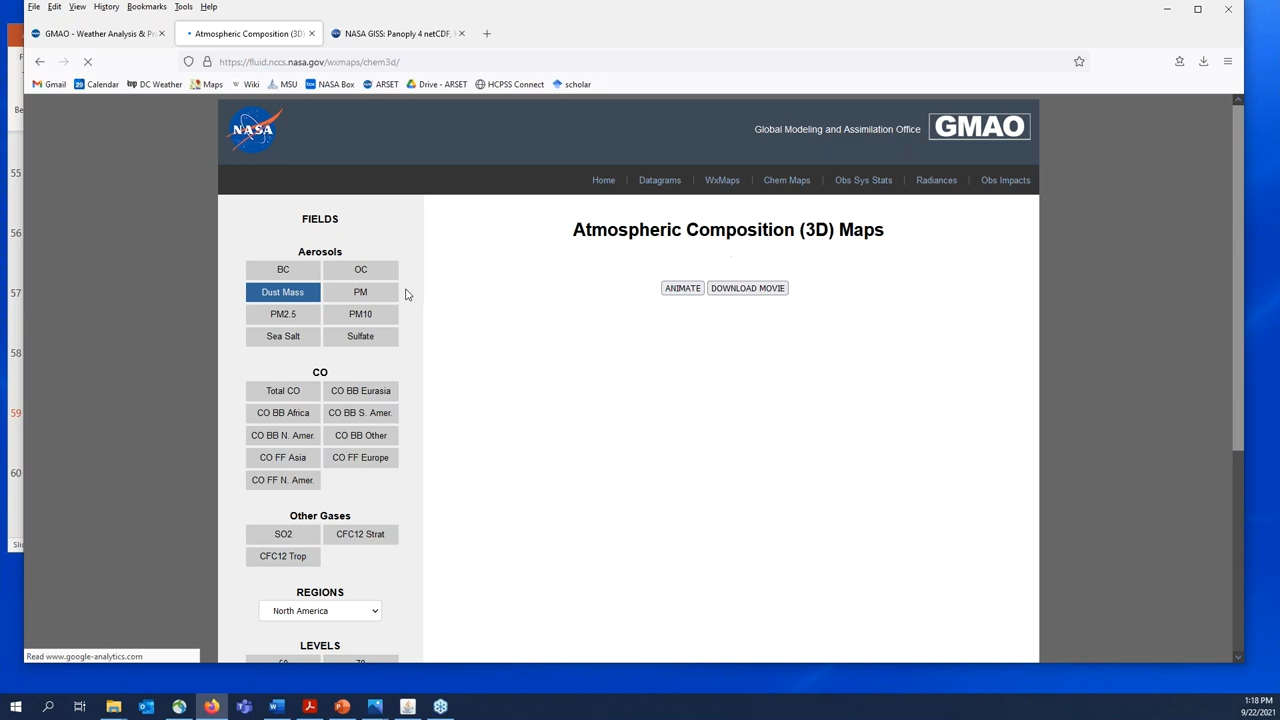 File Edit View History Bookmarks Tools Help
GMAO - Weather Analysis & Pr
Atmospheric Composition (3D)
NASA GISS: Panoply 4 netCDF, H
https://fluid.nccs.nasa.gov/wxmaps/chem3d/
Gmail Calendar DC Weather Maps Wiki MSU NASA Box ARSET Drive - ARSET HCPSS Connect scholar
NASA
Global Modeling and Assimilation Office GMAO
Home | Datagrams | WxMaps | Chem Maps | Obs Sys Stats | Radiances | Obs Impacts
FIELDS
Aerosols
BC OC
Dust Mass PM
PM2.5 PM10
Sea Salt Sulfate
CO
Total CO CO BB Eurasia
CO BB Africa CO BB S. Amer.
CO BB N. Amer. CO BB Other
CO FF Asia CO FF Europe
CO FF N. Amer.
Other Gases
SO2 CFC12 Strat
CFC12 Trop
REGIONS
North America
LEVELS
Atmospheric Composition (3D) Maps
ANIMATE DOWNLOAD MOVIE
55
56
57
58
59
60
Read www.google-analytics.com
1:18 PM
9/22/2021